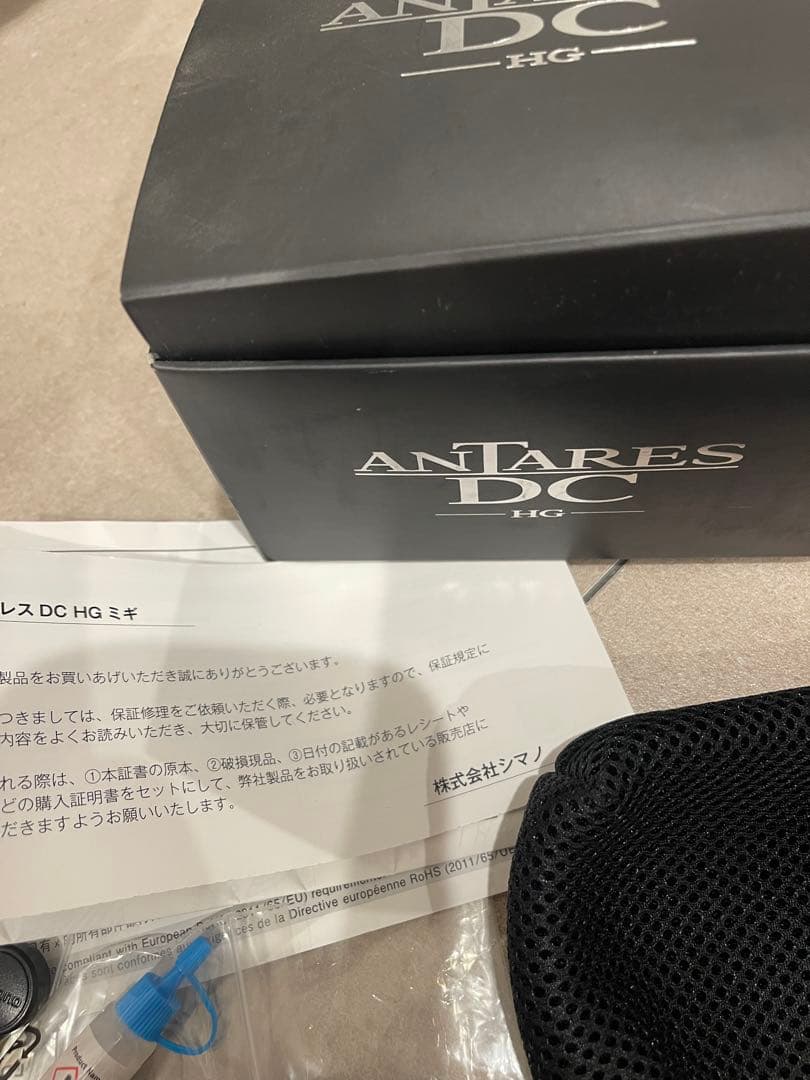 ANTARES
DC
HG
ANTARES
DC
HG
レス DC HG ミギ
製品をお買いあげいただき誠にありがとうございます。
つきましては、保証修理をご依頼いただく際、必要となりますので、保証規定に
内容をよくお読みいただき、大切に保管してください。
れる際は、①本証書の原本、②破損現品、③日付の記載があるレシートや
どの購入証明書をセットにして、弊社製品をお取り扱いされている販売店に
だきますようお願いいたします。
株式会社シマノ
2011/65/EU) requirements
compliant with European
de la Directive européenne RoHS (2011/65/UE
sont conformes aux
Product Nam